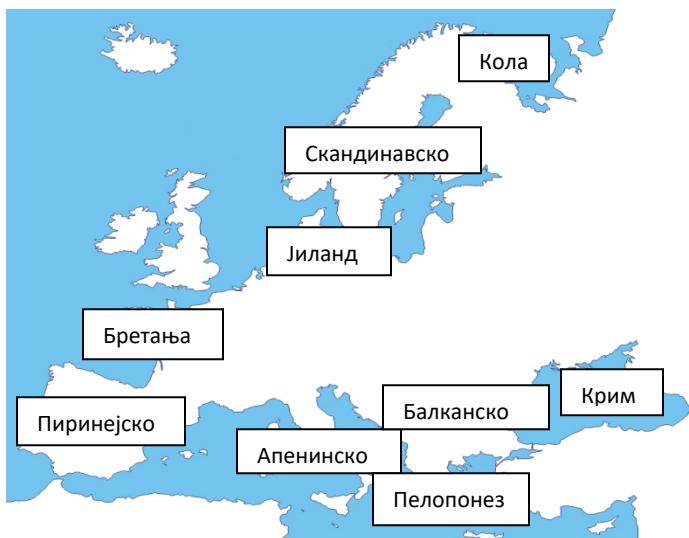 Кола
Скандинавско
Јиланд
Бретања
Крим
Балканско
Пиринејско
Апенинско
Пелопонез